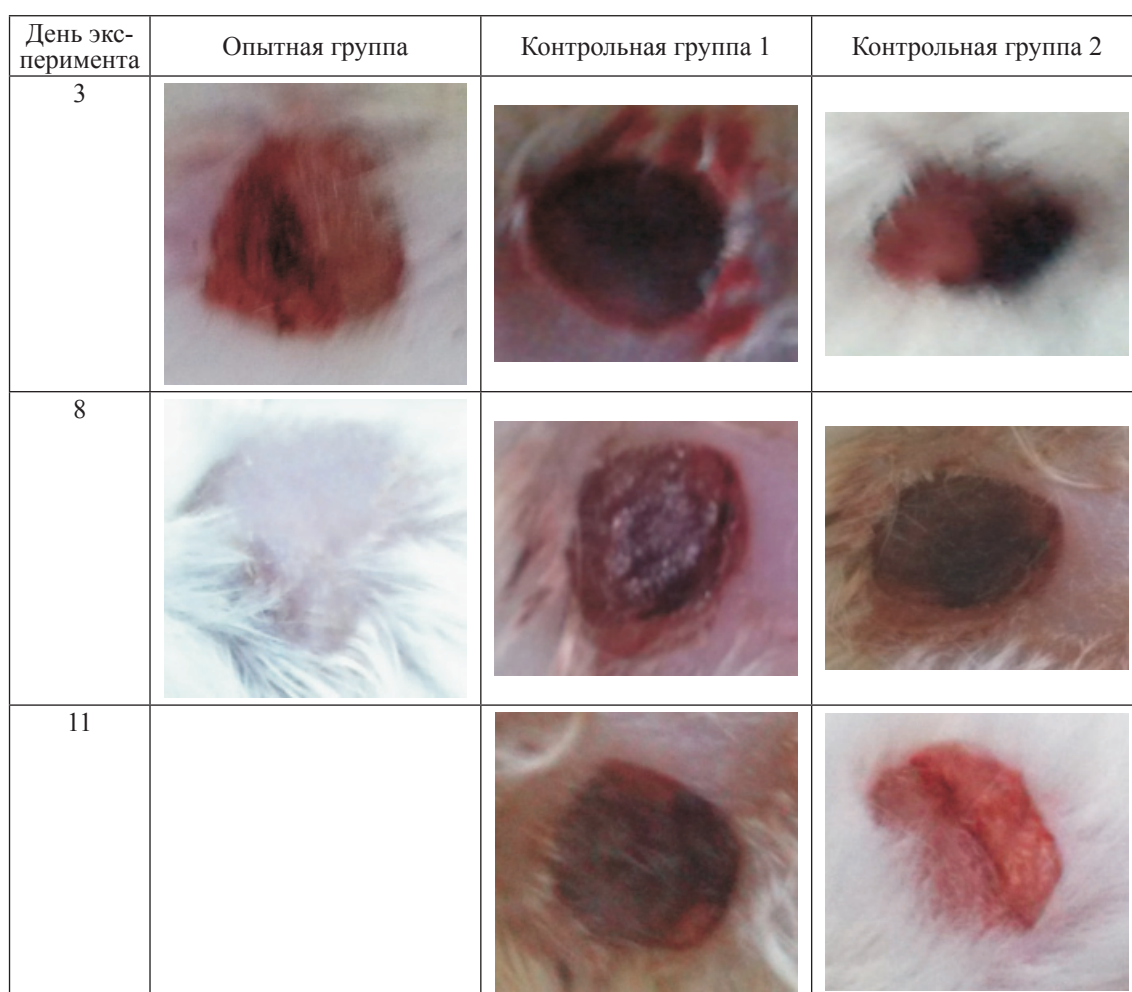 День экс-
перимента
Опытная группа
Контрольная группа 1
Контрольная группа 2
3
8
11